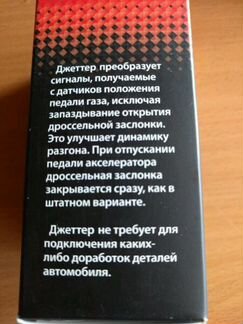 Джеттер преобразует
сигналы, получаемые
с датчиков положения
педали газа, исключая
запаздывание открытия
дроссельной заслонки.
Это улучшает динамику
разгона. При отпускании
педали акселератора
дроссельная заслонка
закрывается сразу, как в
штатном варианте.
Джеттер не требует для
подключения каких-
либо доработок деталей
автомобиля.